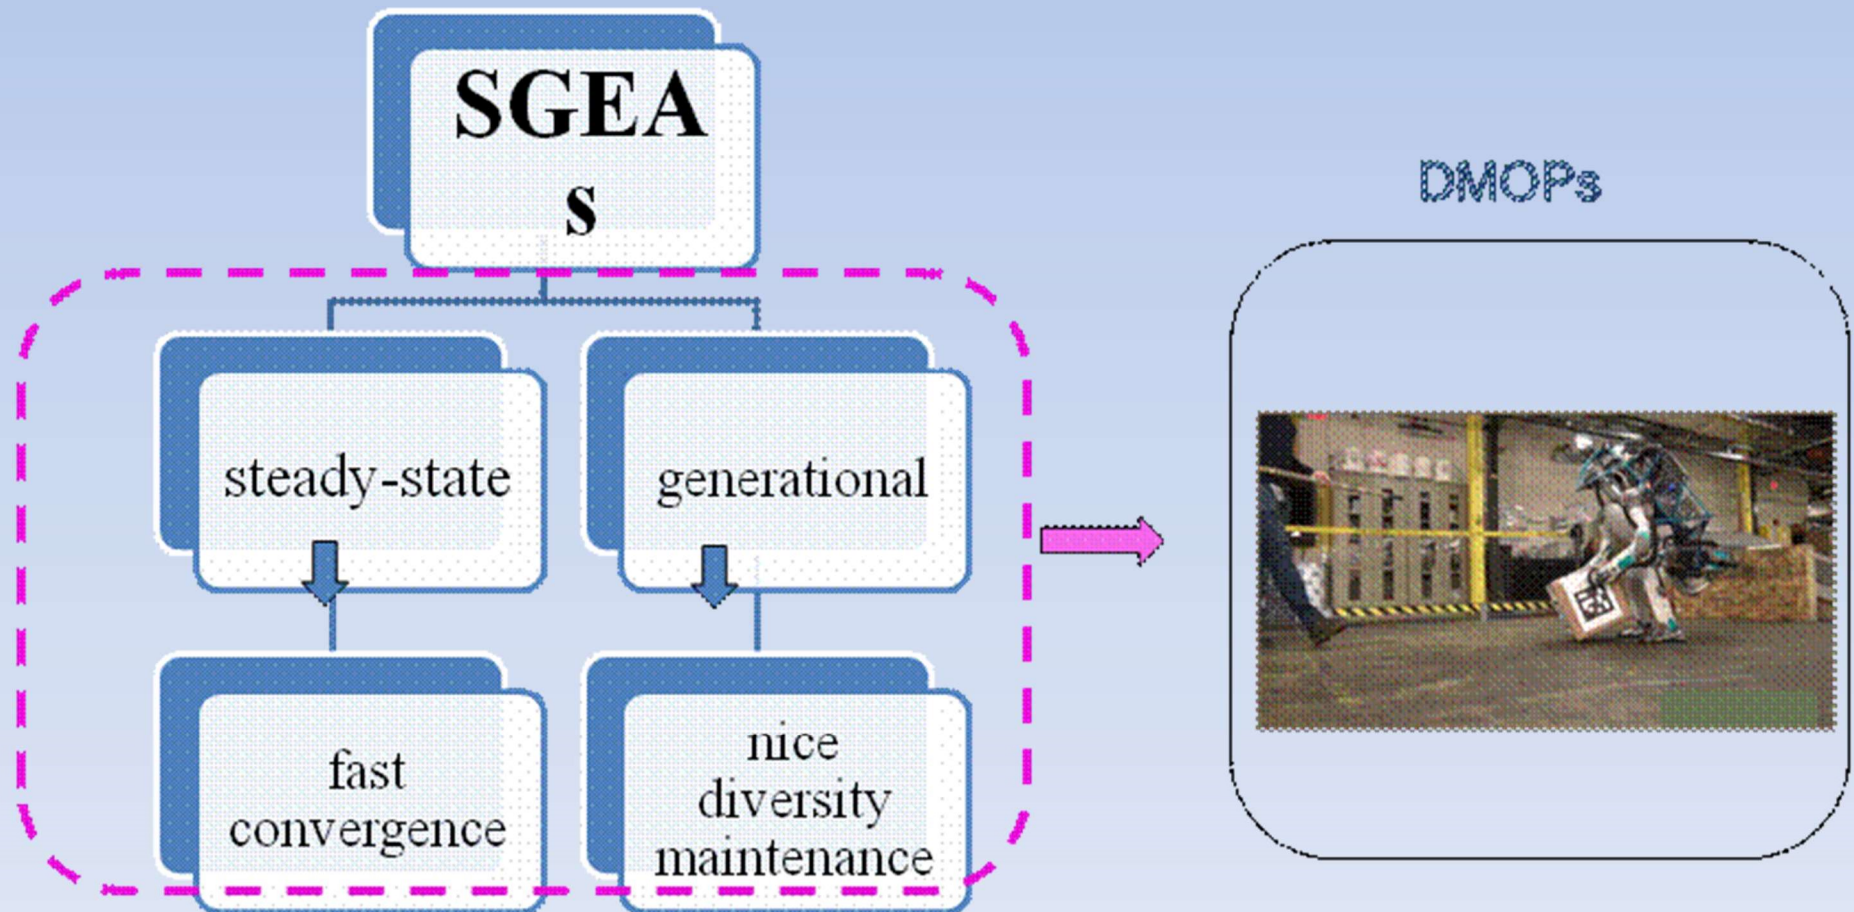 SGEA
s
DMOPs
steady-state
generational
fast
convergence
nice
diversity
maintenance